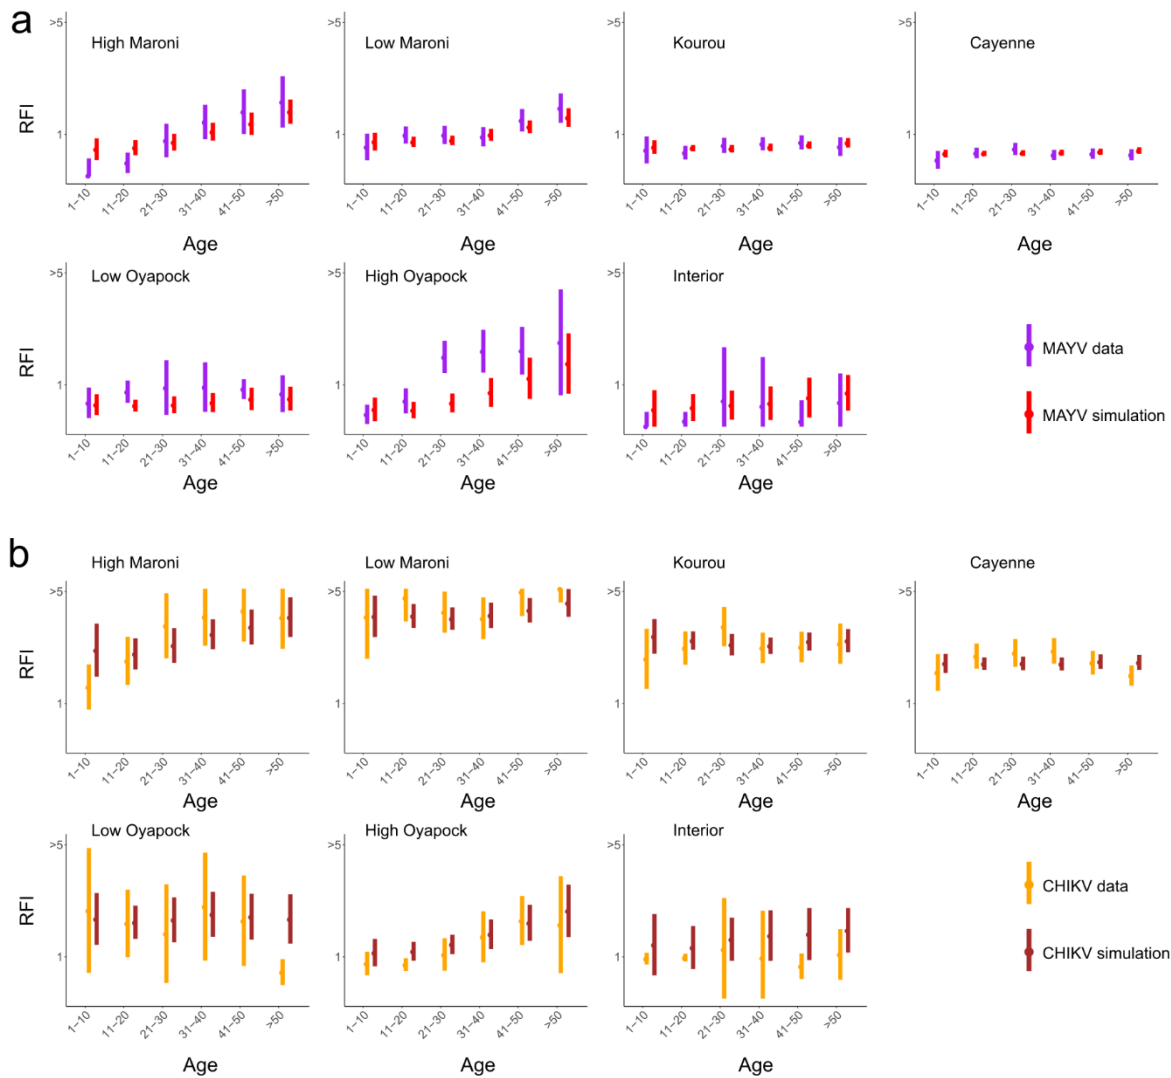 a
High Maroni
Low Maroni
Kourou
Cayenne
RFI
>5
1
>5
1
>5
1
>5
1
1−10
11−20
21−30
31−40
41−50
>50
1−10
11−20
21−30
31−40
41−50
>50
1−10
11−20
21−30
31−40
41−50
>50
1−10
11−20
21−30
31−40
41−50
>50
Age
Age
Age
Age
Low Oyapock
High Oyapock
Interior
RFI
>5
1
>5
1
>5
1
MAYV data
MAYV simulation
1−10
11−20
21−30
31−40
41−50
>50
1−10
11−20
21−30
31−40
41−50
>50
1−10
11−20
21−30
31−40
41−50
>50
Age
Age
Age
b
High Maroni
Low Maroni
Kourou
Cayenne
RFI
>5
1
>5
1
>5
1
>5
1
1−10
11−20
21−30
31−40
41−50
>50
1−10
11−20
21−30
31−40
41−50
>50
1−10
11−20
21−30
31−40
41−50
>50
1−10
11−20
21−30
31−40
41−50
>50
Age
Age
Age
Age
Low Oyapock
High Oyapock
Interior
RFI
>5
1
>5
1
>5
1
CHIKV data
CHIKV simulation
1−10
11−20
21−30
31−40
41−50
>50
1−10
11−20
21−30
31−40
41−50
>50
1−10
11−20
21−30
31−40
41−50
>50
Age
Age
Age